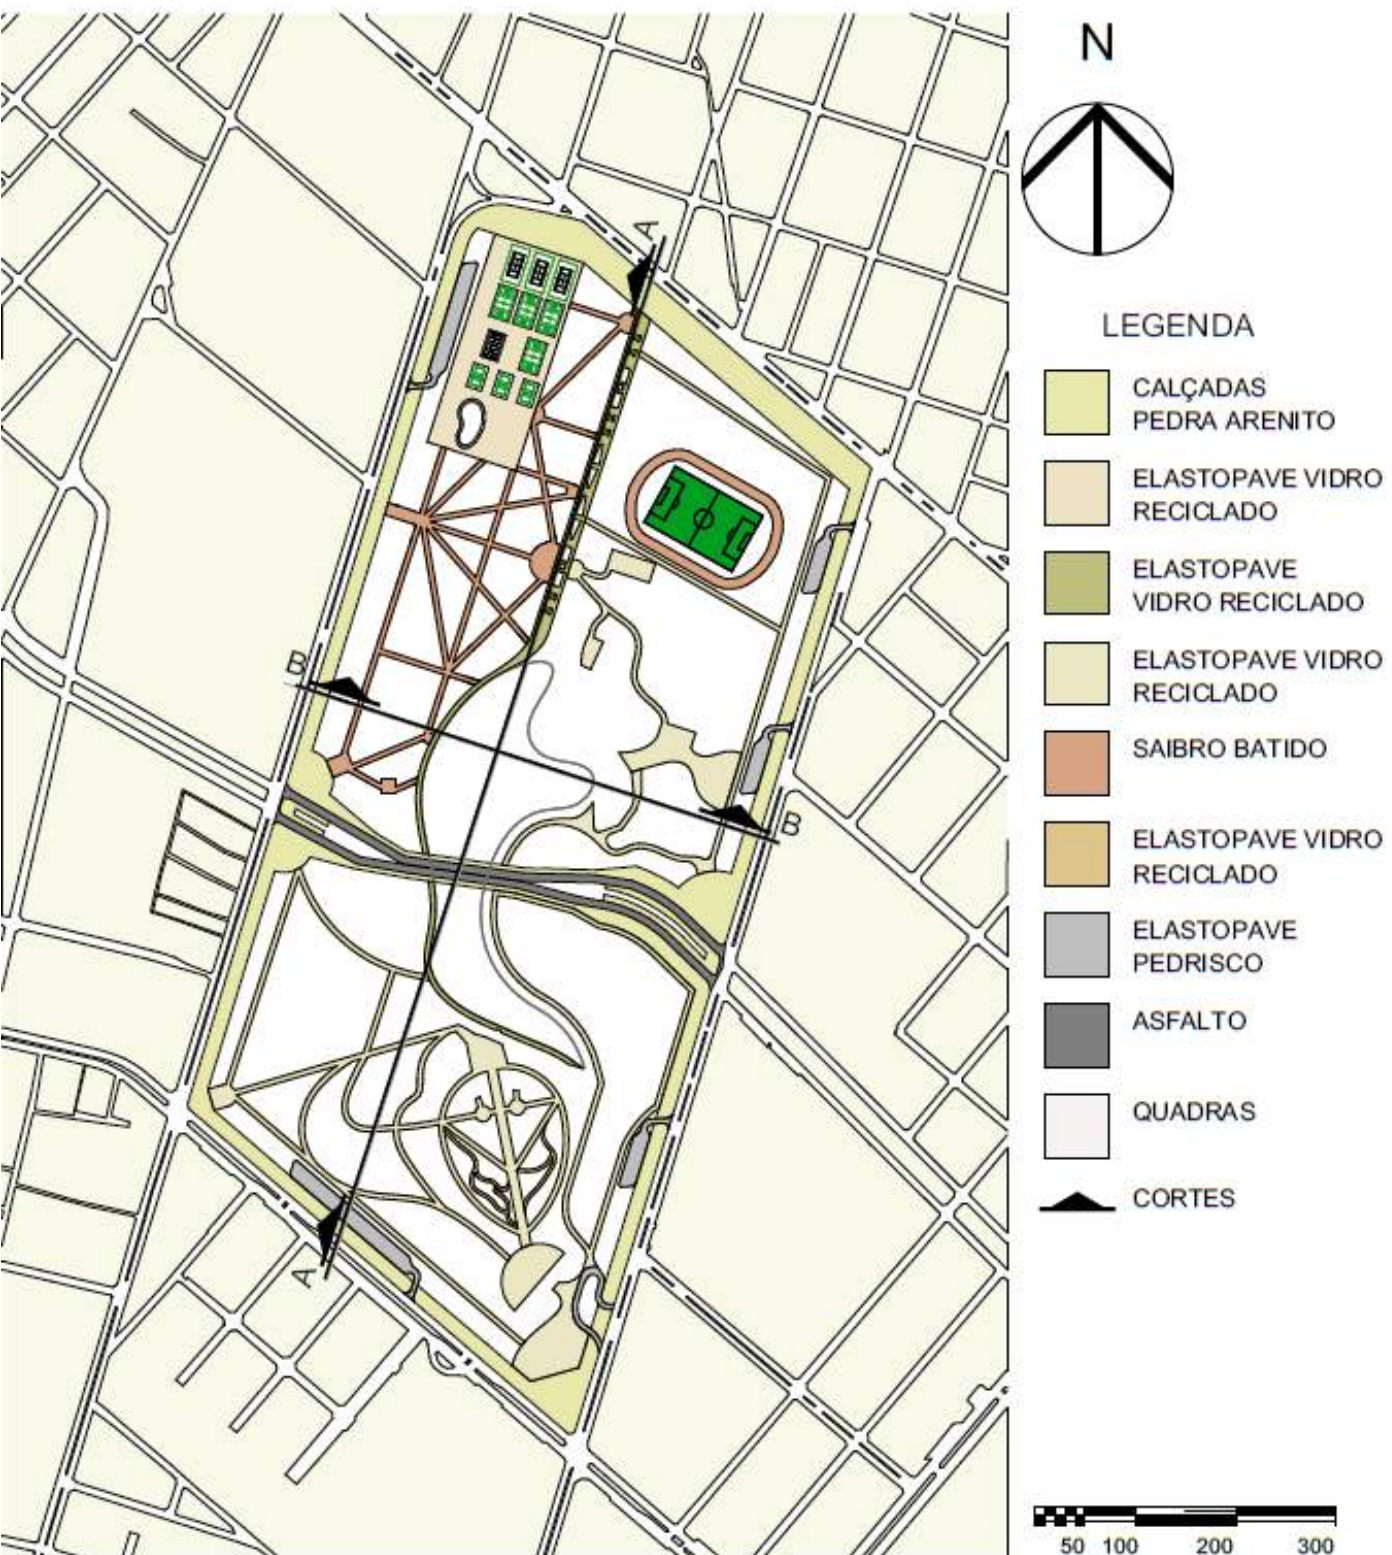 N
A
B
B
A
LEGENDA
CALÇADAS
PEDRA ARENITO
ELASTOPAVE VIDRO
RECICLADO
ELASTOPAVE
VIDRO RECICLADO
ELASTOPAVE VIDRO
RECICLADO
SAIBRO BATIDO
ELASTOPAVE VIDRO
RECICLADO
ELASTOPAVE
PEDRISCO
ASFALTO
QUADRAS
CORTES
50 100 200 300